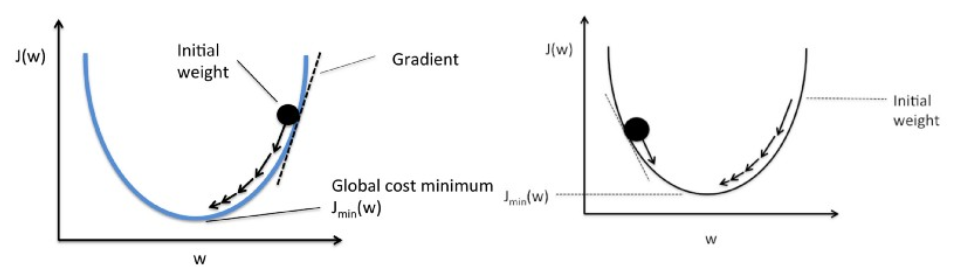 J(w)
Initial
weight
Gradient
Global cost minimum
Jmin(w)
w
J(w)
Initial
weight
Jmin(w)
w